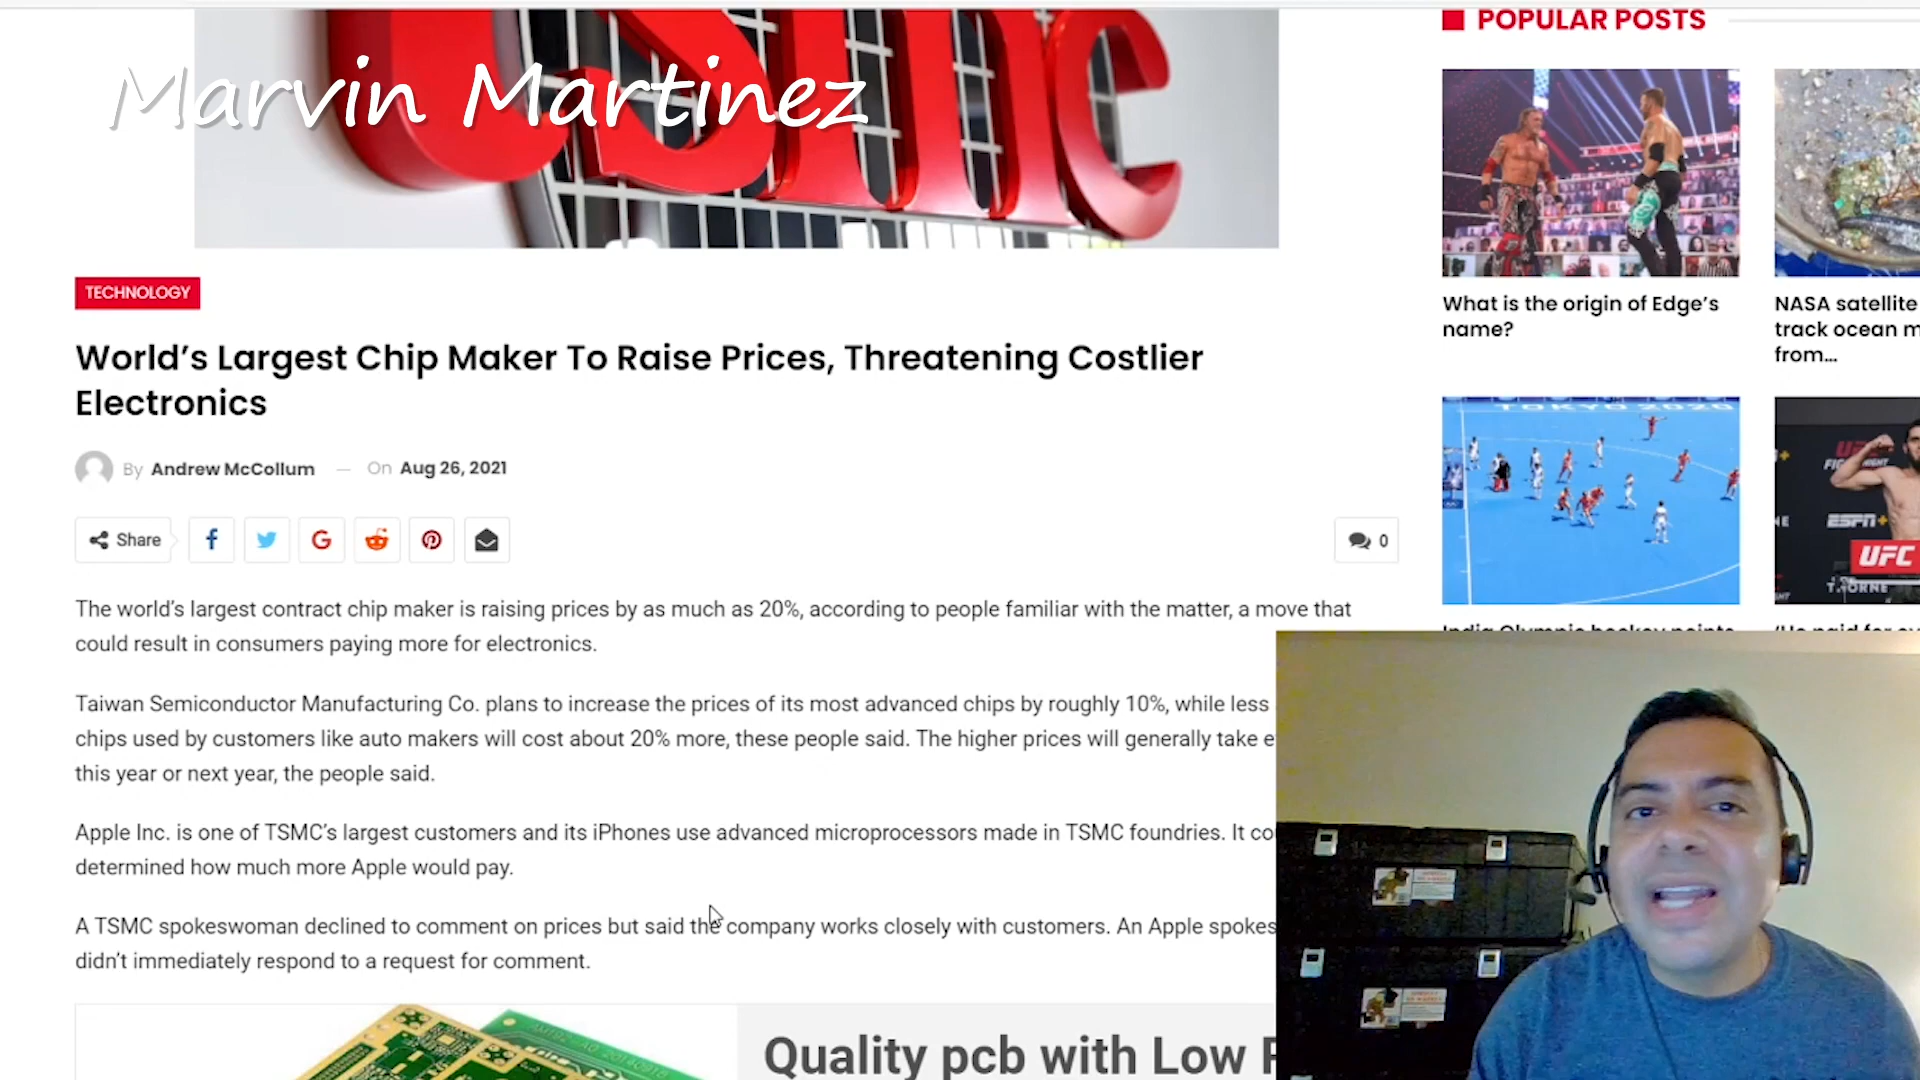 Marvin Martinez
tsmc
TECHNOLOGY
World's Largest Chip Maker To Raise Prices, Threatening Costlier
Electronics
By Andrew McCollum — On Aug 26, 2021
Share
0
The world's largest contract chip maker is raising prices by as much as 20%, according to people familiar with the matter, a move that
could result in consumers paying more for electronics.
Taiwan Semiconductor Manufacturing Co. plans to increase the prices of its most advanced chips by roughly 10%, while less
chips used by customers like auto makers will cost about 20% more, these people said. The higher prices will generally take e
this year or next year, the people said.
Apple Inc. is one of TSMC's largest customers and its iPhones use advanced microprocessors made in TSMC foundries. It co
determined how much more Apple would pay.
A TSMC spokeswoman declined to comment on prices but said the company works closely with customers. An Apple spokes
didn't immediately respond to a request for comment.
Quality pcb with Low
POPULAR POSTS
What is the origin of Edge's
name?
NASA satellite
track ocean m
from...
TOKYO 2020
India Olympic hockey points
ESPN+
UFC